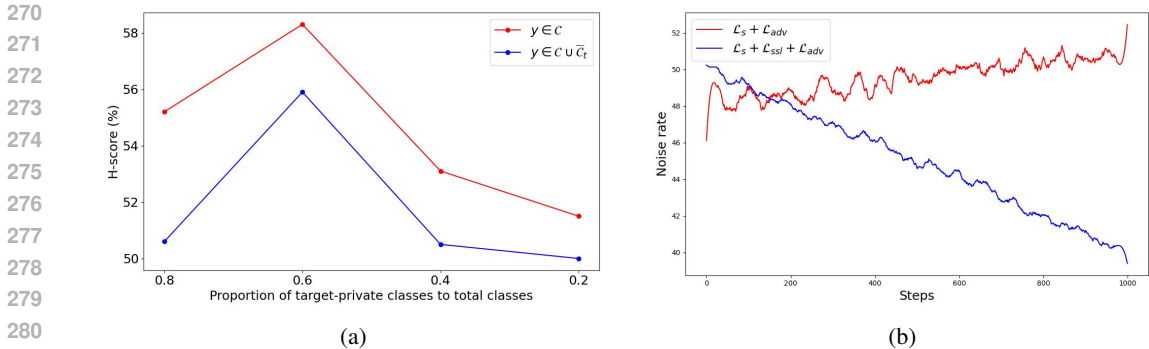 270
271
272
273
274
275
276
277
278
279
280
58
56
54
52
50
H-score (%)
y ∈ C
y ∈ C ∪ C̅ₜ
0.8 0.6 0.4 0.2
Proportion of target-private classes to total classes
(a)
52
50
48
46
44
42
40
Noise rate
ℒₛ + ℒₐdᵥ
ℒₛ + ℒₛₛₗ + ℒₐdᵥ
0 200 400 600 800 1000
Steps
(b)